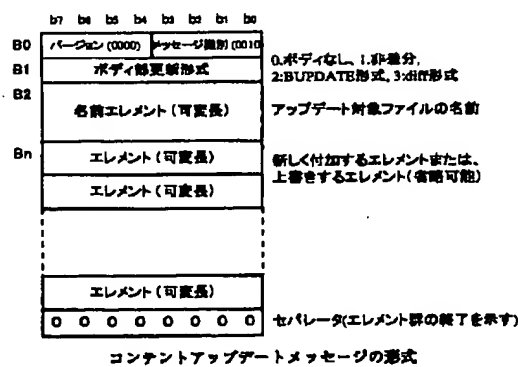 b7 b6 b5 b4 b3 b2 b1 b0
B0 バージョン (0000) メッセージ識別 (0010)
B1 ボディ部更新形式
0.ボディなし, 1.非差分,
2:BUPDATE形式, 3:diff形式
B2
名前エレメント (可変長) アップデート対象ファイルの名前
Bn エレメント (可変長) 新しく付加するエレメントまたは、
エレメント (可変長) 上書きするエレメント(省略可能)
エレメント (可変長)
0 0 0 0 0 0 0 0 セパレータ(エレメント群の終了を示す)
コンテントアップデートメッセージの形式